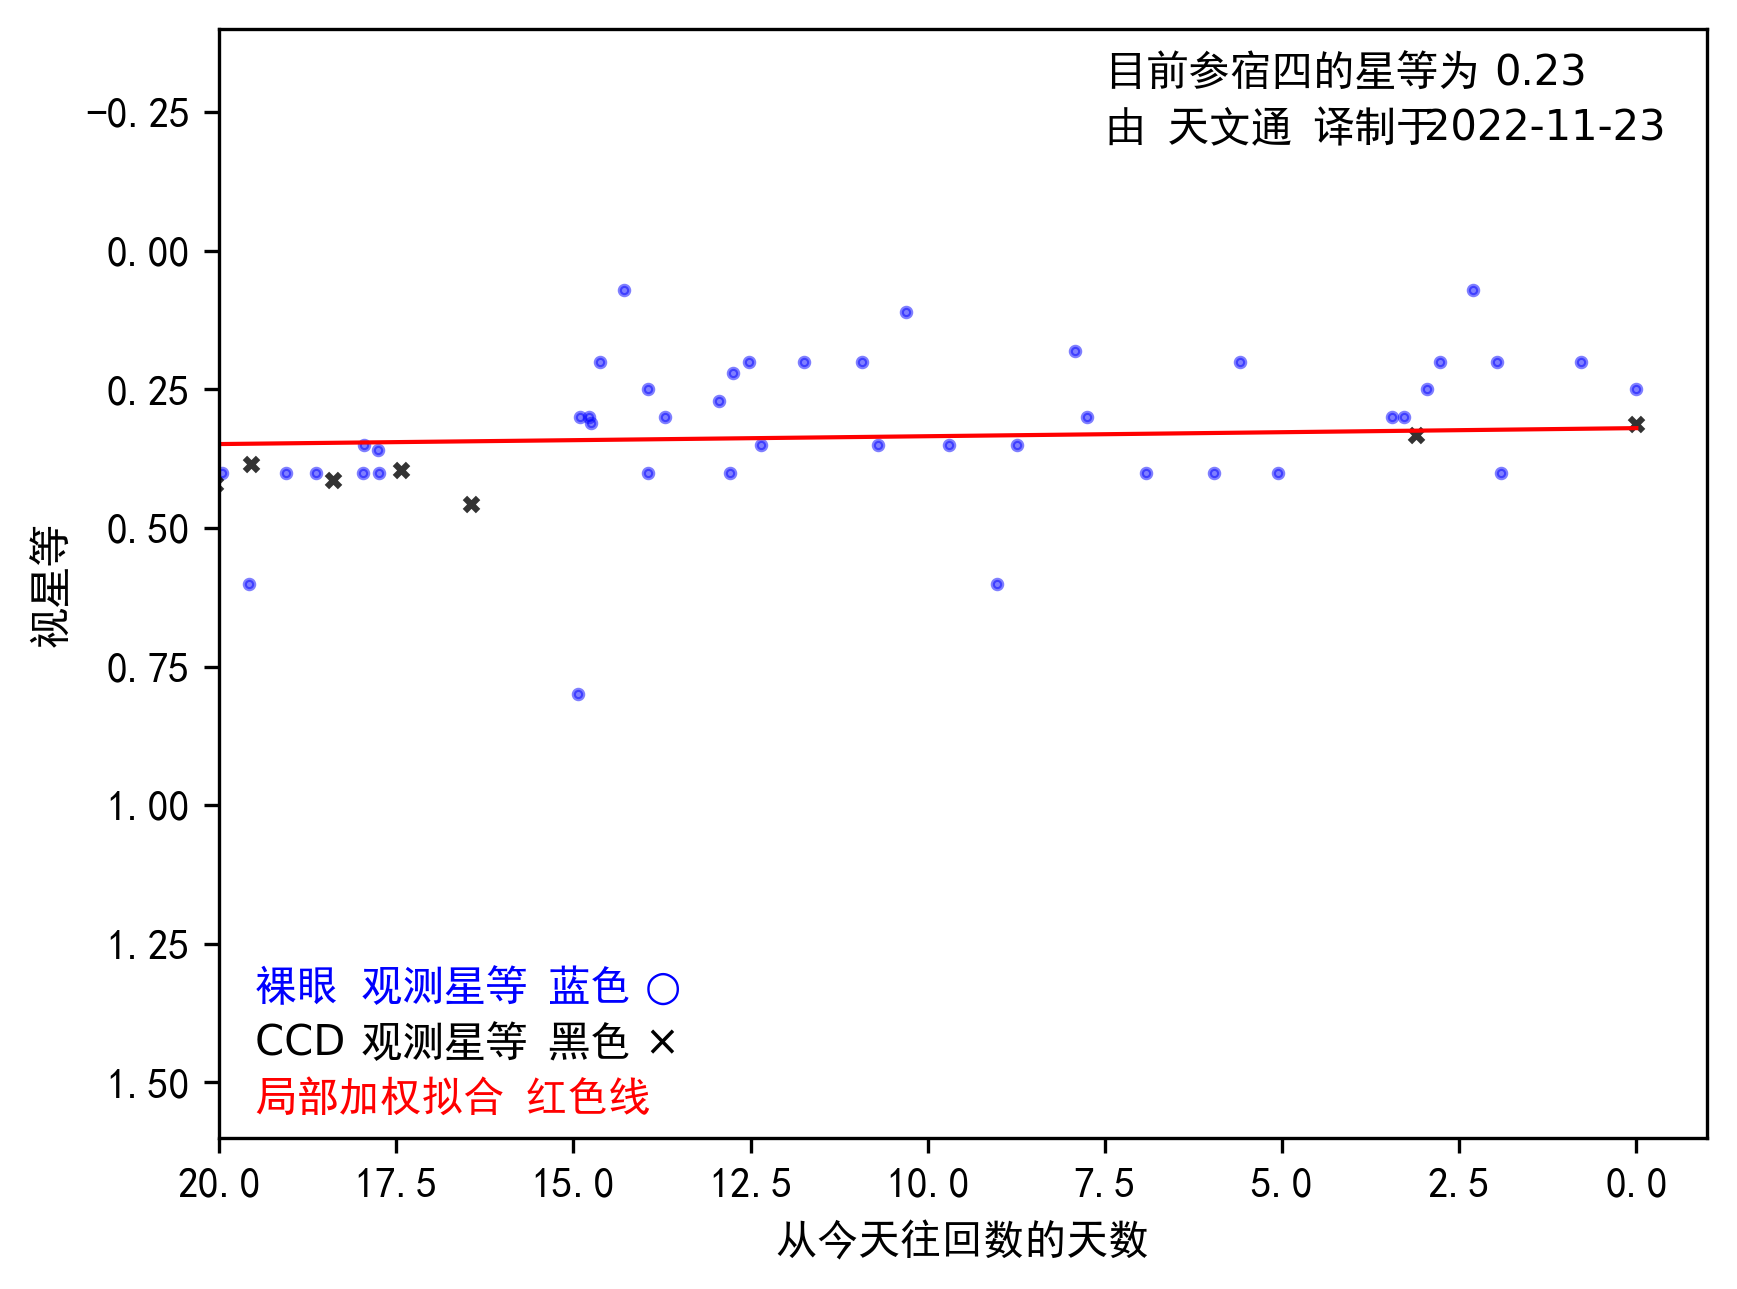 目前参宿四的星等为 0.23
由 天文通 译制于2022-11-23
−0.25
0.00
0.25
0.50
0.75
1.00
1.25
1.50
视星等
裸眼 观测星等 蓝色 ○
CCD 观测星等 黑色 ×
局部加权拟合 红色线
20.0 17.5 15.0 12.5 10.0 7.5 5.0 2.5 0.0
从今天往回数的天数